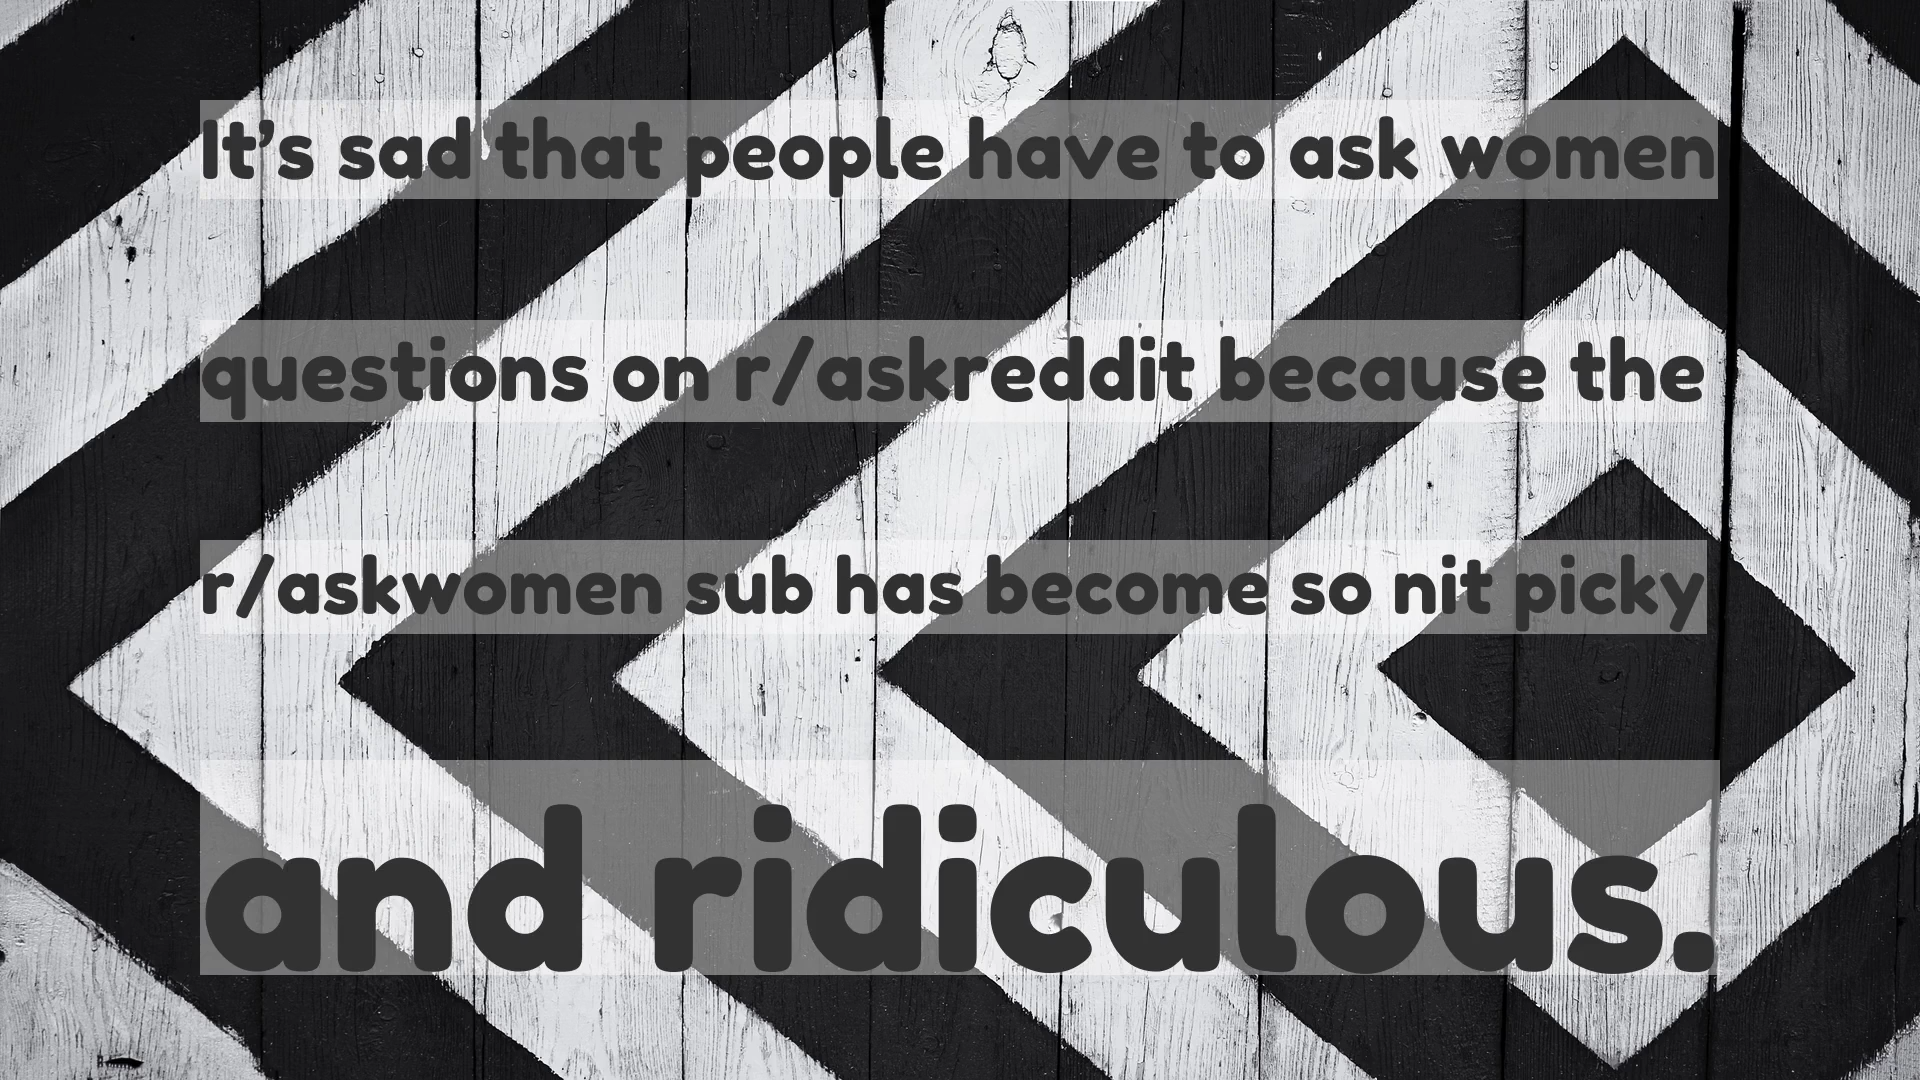 It’s sad that people have to ask women
questions on r/askreddit because the
r/askwomen sub has become so nit picky
and ridiculous.